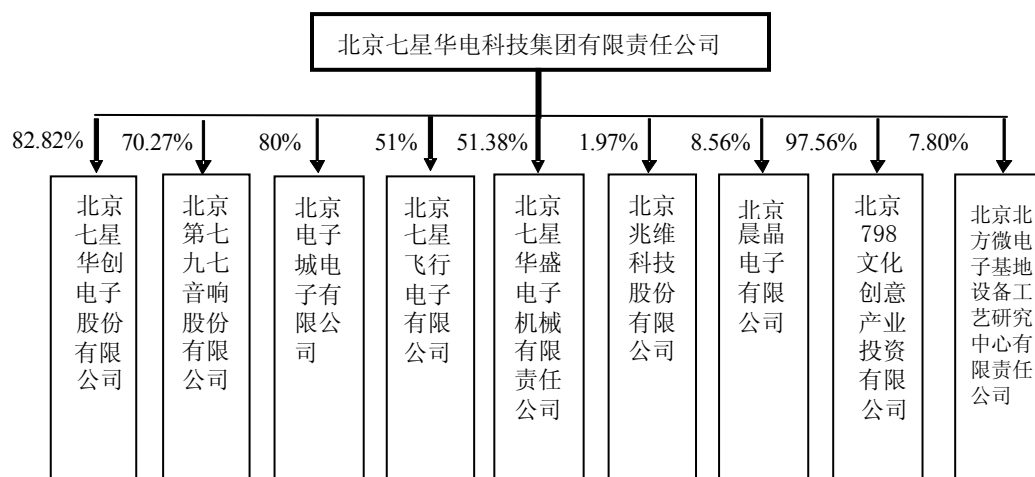 北京七星华电科技集团有限责任公司
82.82%
70.27%
80%
51%
51.38%
1.97%
8.56%
97.56%
7.80%
北京
七星
华创
电子
股份
有限
公司
北京
第七
九七
音响
股份
有限
公司
北京
电子
城电
子有
限公
司
北京
七星
飞行
电子
有限
公司
北京
七星
华盛
电子
机械
有限
责任
公司
北京
兆维
科技
股份
有限
公司
北京
晨晶
电子
有限
公司
北京
798
文化
创意
产业
投资
有限
公司
北京北
方微电
子基地
设备工
艺研究
中心有
限责任
公司